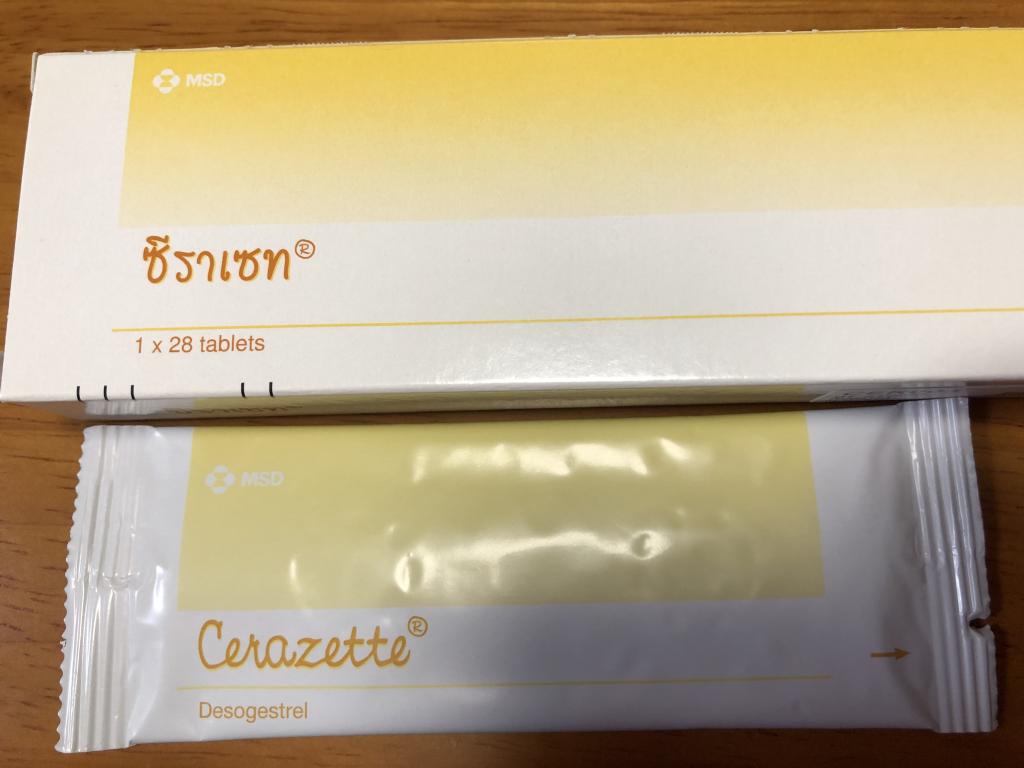 MSD
ซีราเซท®
1 x 28 tablets
MSD
Cerazette®
Desogestrel